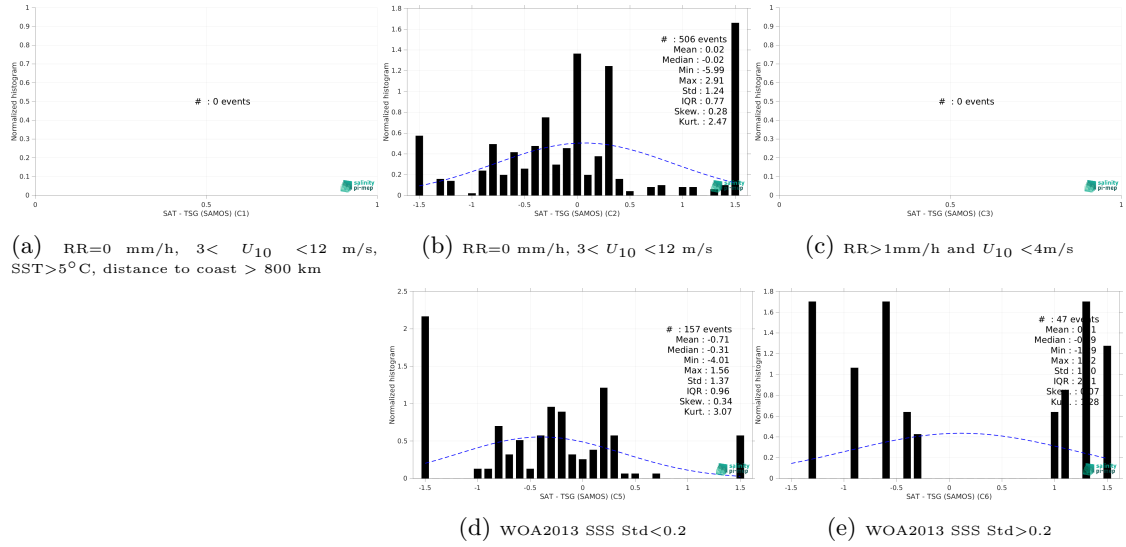 Normalized histogram
1
0.9
0.8
0.7
0.6
0.5
0.4
0.3
0.2
0.1
0
# : 0 events
0
0.5
1
SAT - TSG (SAMOS) (C1)
salinity
pi-mep
(a) RR=0 mm/h, 3< U10 <12 m/s,
SST>5°C, distance to coast > 800 km
Normalized histogram
1.8
1.6
1.4
1.2
1
0.8
0.6
0.4
0.2
0
# : 506 events
Mean : 0.02
Median : -0.02
Min : -5.99
Max : 2.91
Std : 1.24
IQR : 0.77
Skew. : 0.28
Kurt. : 2.47
-1.5
-1
-0.5
0
0.5
1
1.5
SAT - TSG (SAMOS) (C2)
salinity
pi-mep
(b) RR=0 mm/h, 3< U10 <12 m/s
Normalized histogram
1
0.9
0.8
0.7
0.6
0.5
0.4
0.3
0.2
0.1
0
# : 0 events
0
0.5
1
SAT - TSG (SAMOS) (C3)
salinity
pi-mep
(c) RR>1mm/h and U10 <4m/s
Normalized histogram
2.5
2
1.5
1
0.5
0
# : 157 events
Mean : -0.71
Median : -0.31
Min : -4.01
Max : 1.56
Std : 1.37
IQR : 0.96
Skew. : 0.34
Kurt. : 3.07
-1.5
-1
-0.5
0
0.5
1
1.5
SAT - TSG (SAMOS) (C5)
salinity
pi-mep
(d) WOA2013 SSS Std<0.2
Normalized histogram
1.8
1.6
1.4
1.2
1
0.8
0.6
0.4
0.2
0
# : 47 events
Mean :
Median :
Min :
Max :
Std :
IQR :
Skew. :
Kurt. :
-1.5
-1
-0.5
0
0.5
1
1.5
SAT - TSG (SAMOS) (C6)
salinity
pi-mep
(e) WOA2013 SSS Std>0.2